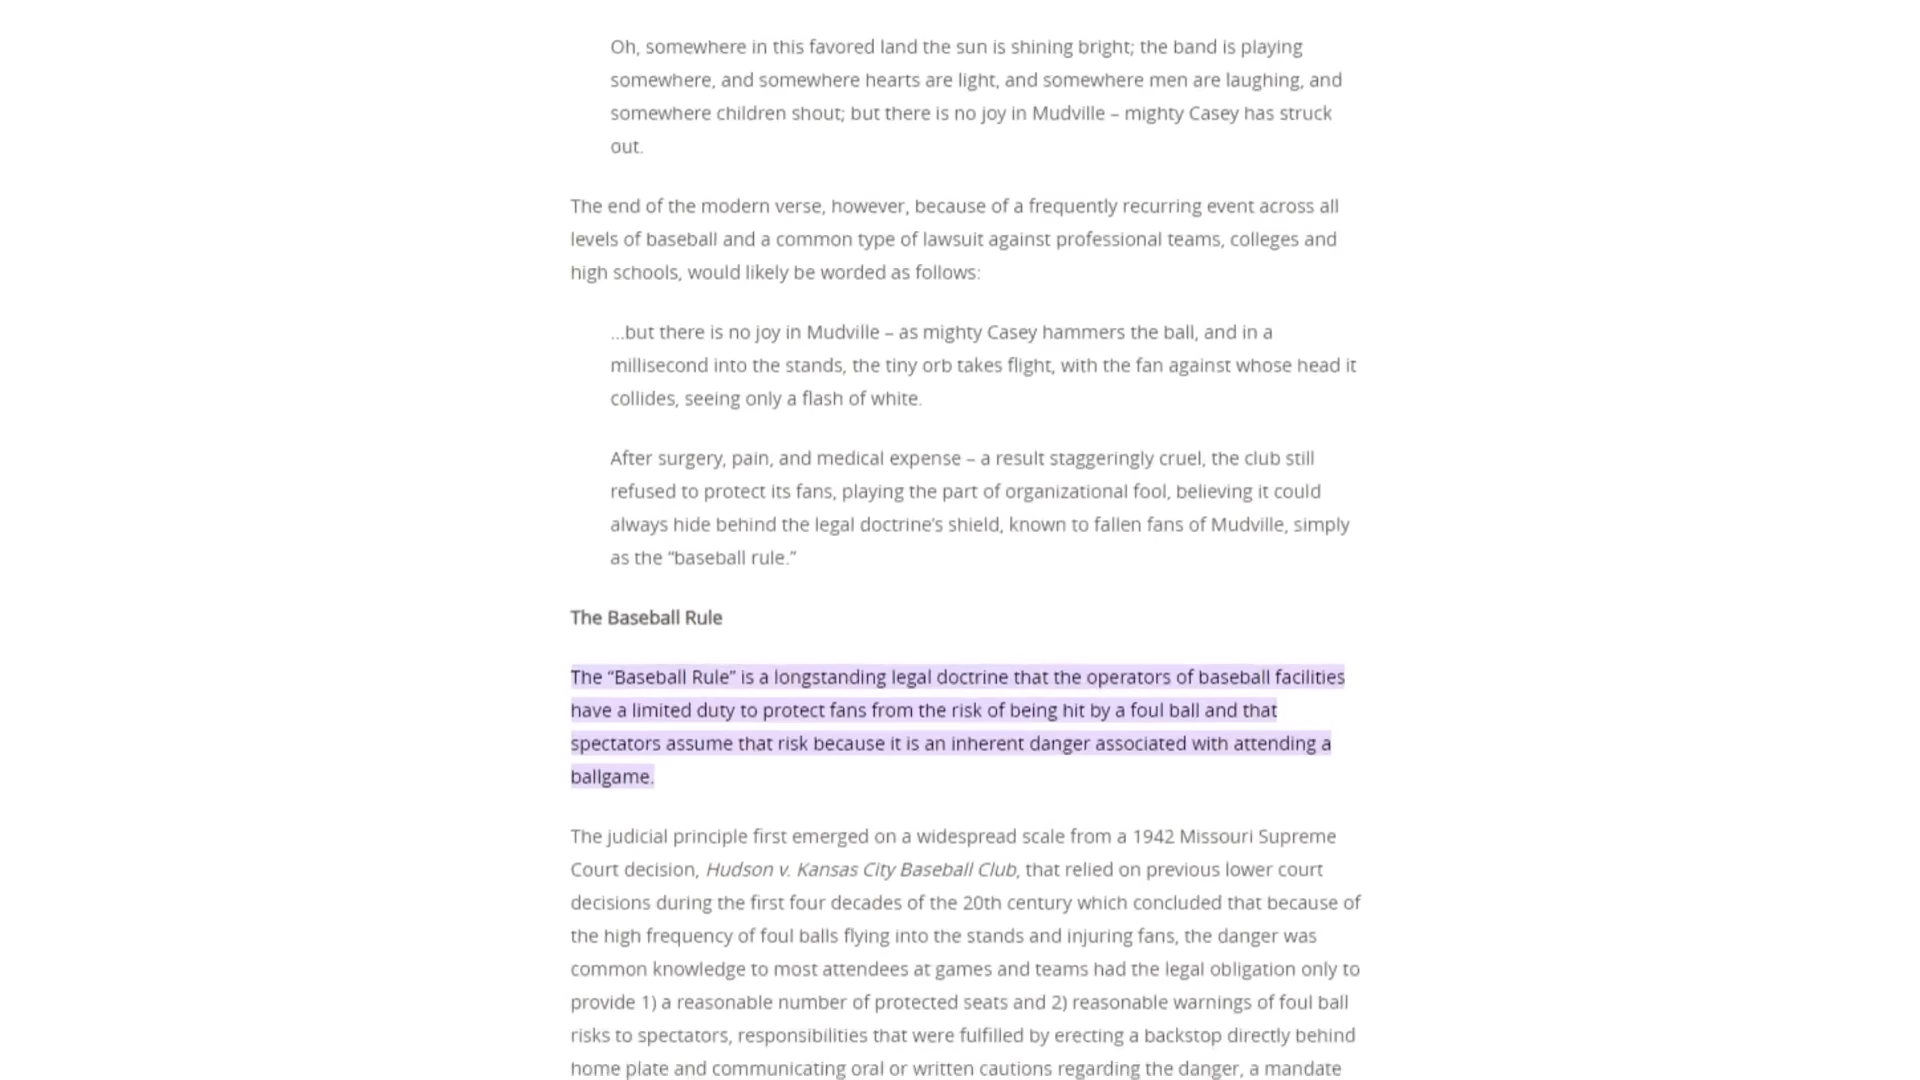 Oh, somewhere in this favored land the sun is shining bright; the band is playing
somewhere, and somewhere hearts are light, and somewhere men are laughing, and
somewhere children shout; but there is no joy in Mudville – mighty Casey has struck
out.
The end of the modern verse, however, because of a frequently recurring event across all
levels of baseball and a common type of lawsuit against professional teams, colleges and
high schools, would likely be worded as follows:
…but there is no joy in Mudville – as mighty Casey hammers the ball, and in a
millisecond into the stands, the tiny orb takes flight, with the fan against whose head it
collides, seeing only a flash of white.
After surgery, pain, and medical expense – a result staggeringly cruel, the club still
refused to protect its fans, playing the part of organizational fool, believing it could
always hide behind the legal doctrine’s shield, known to fallen fans of Mudville, simply
as the “baseball rule.”
The Baseball Rule
The “Baseball Rule” is a longstanding legal doctrine that the operators of baseball facilities
have a limited duty to protect fans from the risk of being hit by a foul ball and that
spectators assume that risk because it is an inherent danger associated with attending a
ballgame.
The judicial principle first emerged on a widespread scale from a 1942 Missouri Supreme
Court decision, Hudson v. Kansas City Baseball Club, that relied on previous lower court
decisions during the first four decades of the 20th century which concluded that because of
the high frequency of foul balls flying into the stands and injuring fans, the danger was
common knowledge to most attendees at games and teams had the legal obligation only to
provide 1) a reasonable number of protected seats and 2) reasonable warnings of foul ball
risks to spectators, responsibilities that were fulfilled by erecting a backstop directly behind
home plate and communicating oral or written cautions regarding the danger, a mandate